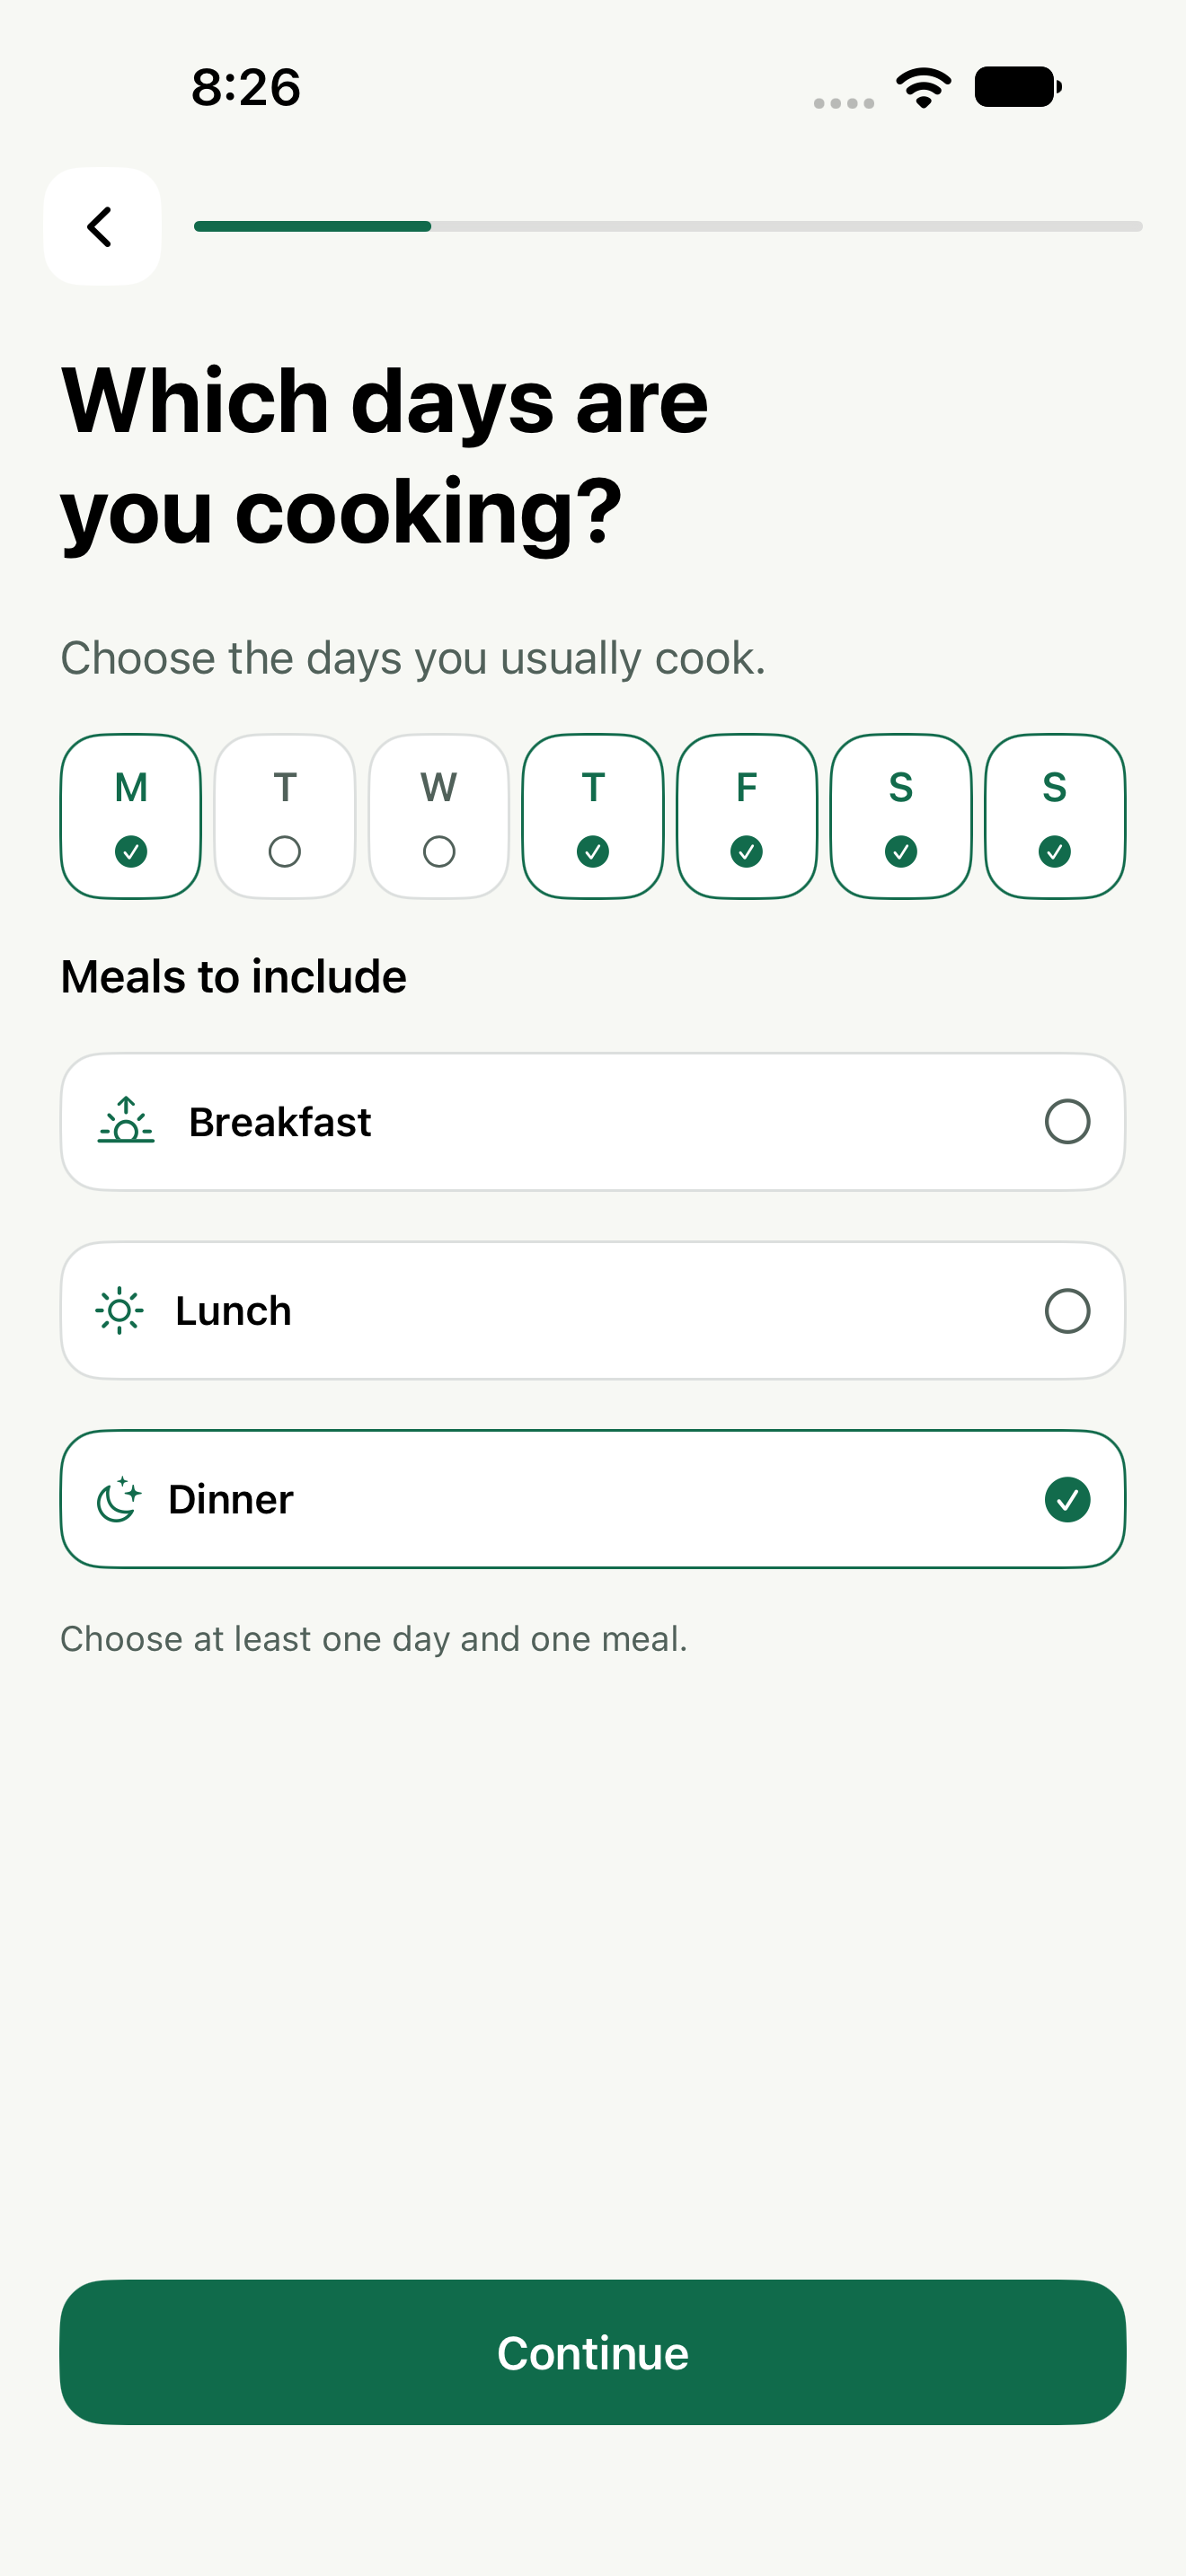 8:26
Which days are
you cooking?
Choose the days you usually cook.
M T W T F S S
Meals to include
Breakfast
Lunch
Dinner
Choose at least one day and one meal.
Continue